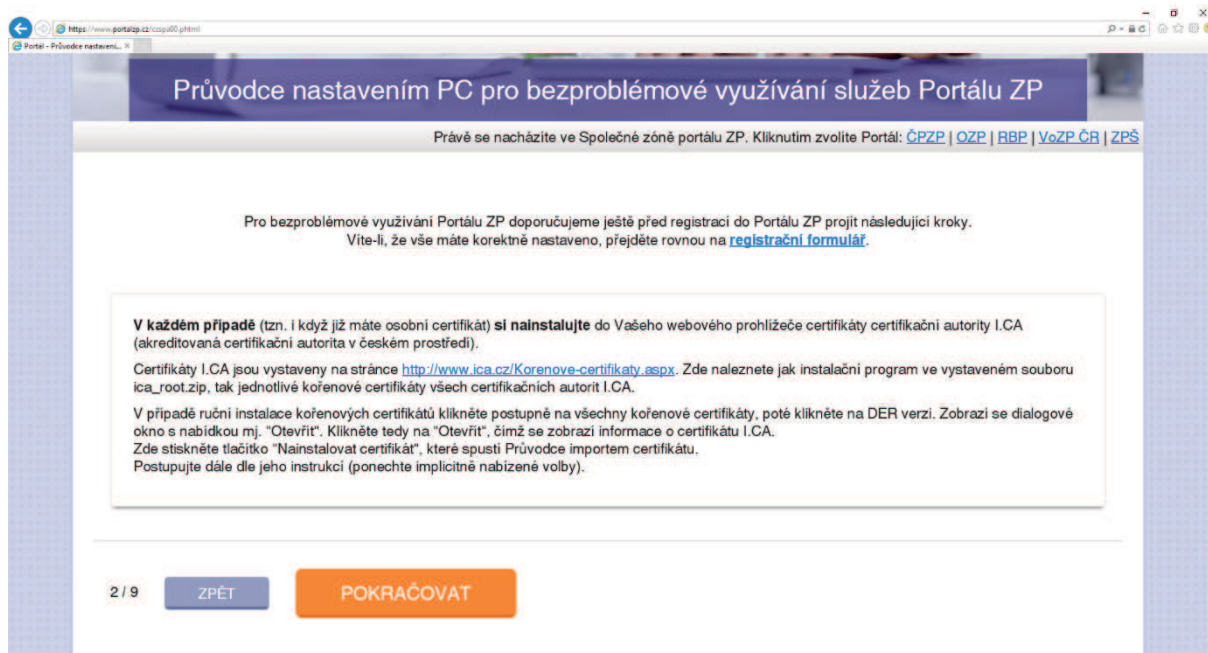 https://www.portalzp.cz/czspa00.phtml
Portál - Průvodce nastavení...
Průvodce nastavením PC pro bezproblémové využívání služeb Portálu ZP
Právě se nacházíte ve Společné zóně portálu ZP. Kliknutím zvolíte Portál: ČPZP | OZP | RBP | VoZP ČR | ZPŠ
Pro bezproblémové využívání Portálu ZP doporučujeme ještě před registrací do Portálu ZP projít následující kroky.
Víte-li, že vše máte korektně nastaveno, přejděte rovnou na registrační formulář.
V každém případě (tzn. i když již máte osobní certifikát) si nainstalujte do Vašeho webového prohlížeče certifikáty certifikační autority I.CA
(akreditovaná certifikační autorita v českém prostředí).
Certifikáty I.CA jsou vystaveny na stránce http://www.ica.cz/Korenove-certifikaty.aspx. Zde naleznete jak instalační program ve vystaveném souboru
ica_root.zip, tak jednotlivé kořenové certifikáty všech certifikačních autorit I.CA.
V případě ruční instalace kořenových certifikátů klikněte postupně na všechny kořenové certifikáty, poté klikněte na DER verzi. Zobrazí se dialogové
okno s nabídkou mj. "Otevřít". Klikněte tedy na "Otevřít", čímž se zobrazí informace o certifikátu I.CA.
Zde stiskněte tlačítko "Nainstalovat certifikát", které spustí Průvodce importem certifikátu.
Postupujte dále dle jeho instrukcí (ponechte implicitně nabízené volby).
2 / 9 ZPĚT POKRAČOVAT